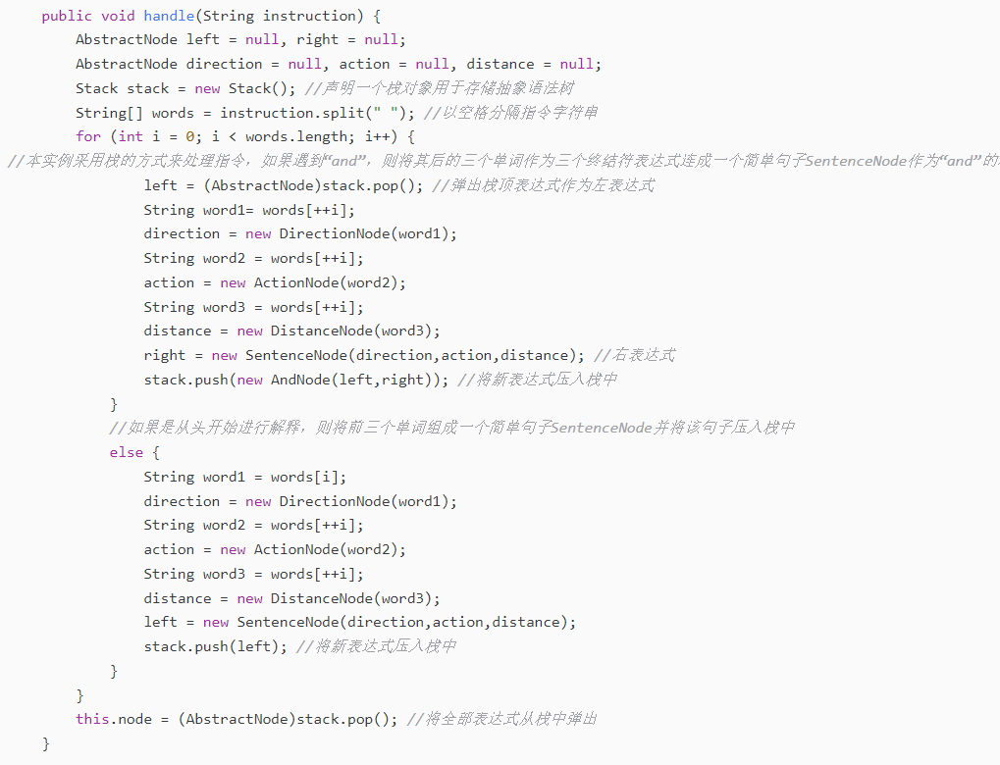 public void handle(String instruction) {
AbstractNode left = null, right = null;
AbstractNode direction = null, action = null, distance = null;
Stack stack = new Stack(); //声明一个栈对象用于存储抽象语法树
String[] words = instruction.split(" "); //以空格分隔指令字符串
for (int i = 0; i < words.length; i++) {
//本实例采用栈的方式来处理指令，如果遇到“and”，则将其后的三个单词作为三个终结符表达式连成一个简单句子SentenceNode作为“and”的
left = (AbstractNode)stack.pop(); //弹出栈顶表达式作为左表达式
String word1= words[++i];
direction = new DirectionNode(word1);
String word2 = words[++i];
action = new ActionNode(word2);
String word3 = words[++i];
distance = new DistanceNode(word3);
right = new SentenceNode(direction,action,distance); //右表达式
stack.push(new AndNode(left,right)); //将新表达式压入栈中
}
//如果是从头开始进行解释，则将前三个单词组成一个简单句子SentenceNode并将该句子压入栈中
else {
String word1 = words[i];
direction = new DirectionNode(word1);
String word2 = words[++i];
action = new ActionNode(word2);
String word3 = words[++i];
distance = new DistanceNode(word3);
left = new SentenceNode(direction,action,distance);
stack.push(left); //将新表达式压入栈中
}
}
this.node = (AbstractNode)stack.pop(); //将全部表达式从栈中弹出
}